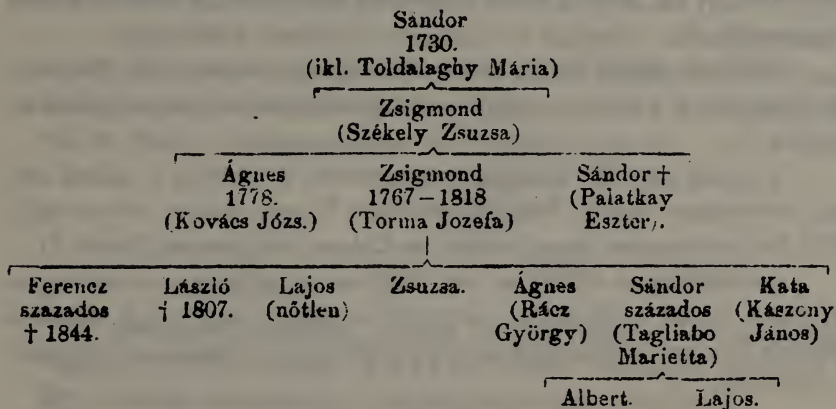 Sándor
1730.
(ikl. Toldalaghy Mária)
Zsigmond
(Székely Zsuzsa)
Ágnes Zsigmond Sándor †
1778. 1767–1818 (Palatkay
(Kovács Józs.) (Torma Jozefa) Eszter).
Ferencz László Lajos Zsuzsa. Ágnes Sándor Kata
szazados † 1807. (nőtlen) (Rácz százados (Kászony
† 1844. György) (Tagliabo János)
Marietta)
Albert. Lajos.